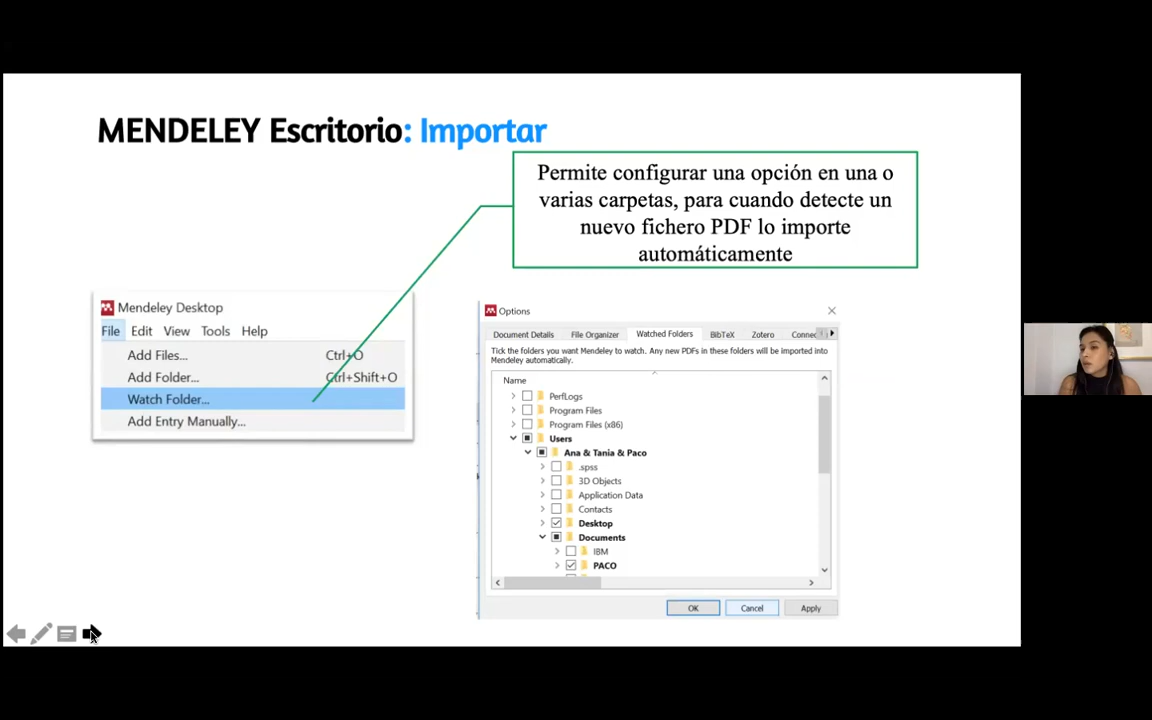 MENDELEY Escritorio: Importar
Permite configurar una opción en una o
varias carpetas, para cuando detecte un
nuevo fichero PDF lo importe
automáticamente
Mendeley Desktop
File Edit View Tools Help
Add Files... Ctrl+O
Add Folder... Ctrl+Shift+O
Watch Folder...
Add Entry Manually...
Options
Document Details File Organizer Watched Folders BibTeX Zotero Connec
Tick the folders you want Mendeley to watch. Any new PDFs in these folders will be imported into
Mendeley automatically.
Name
PerfLogs
Program Files
Program Files (x86)
Users
Ana & Tania & Paco
.spss
3D Objects
Application Data
Contacts
Desktop
Documents
IBM
PACO
OK Cancel Apply